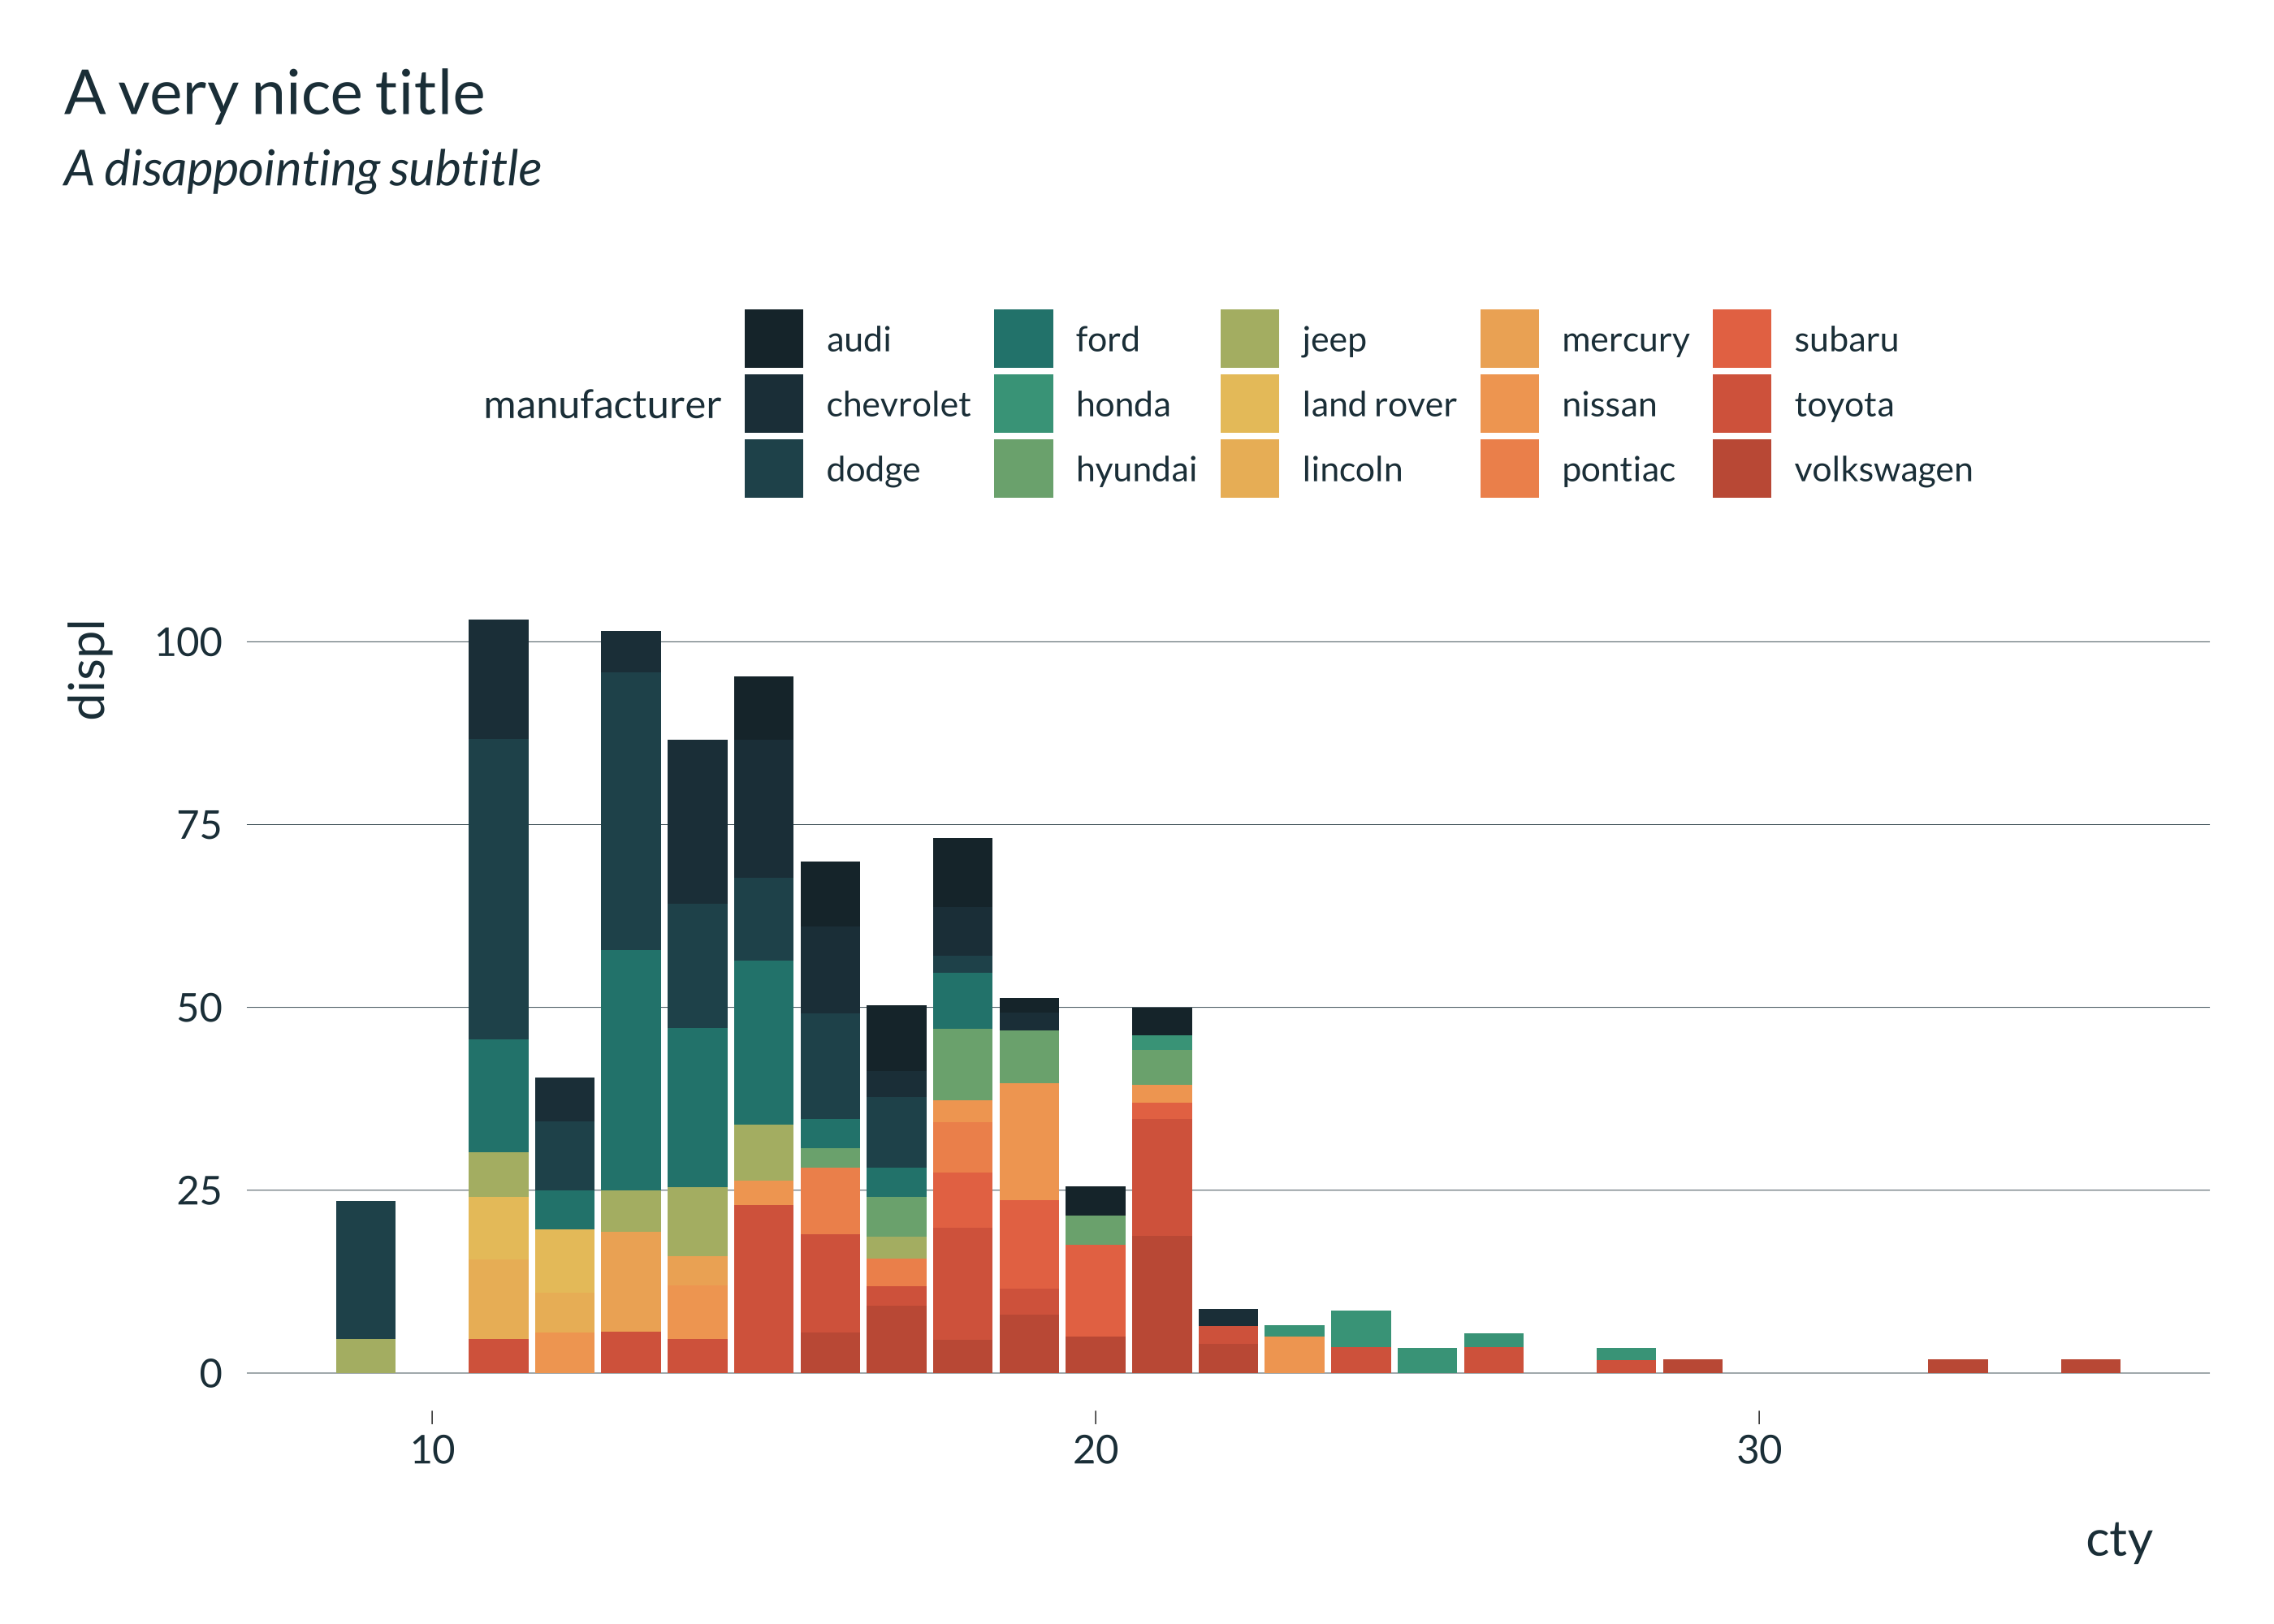 A very nice title
A disappointing subtitle
manufacturer
audi
chevrolet
dodge
ford
honda
hyundai
jeep
land rover
lincoln
mercury
nissan
pontiac
subaru
toyota
volkswagen
displ
100
75
50
25
0
10
20
30
cty